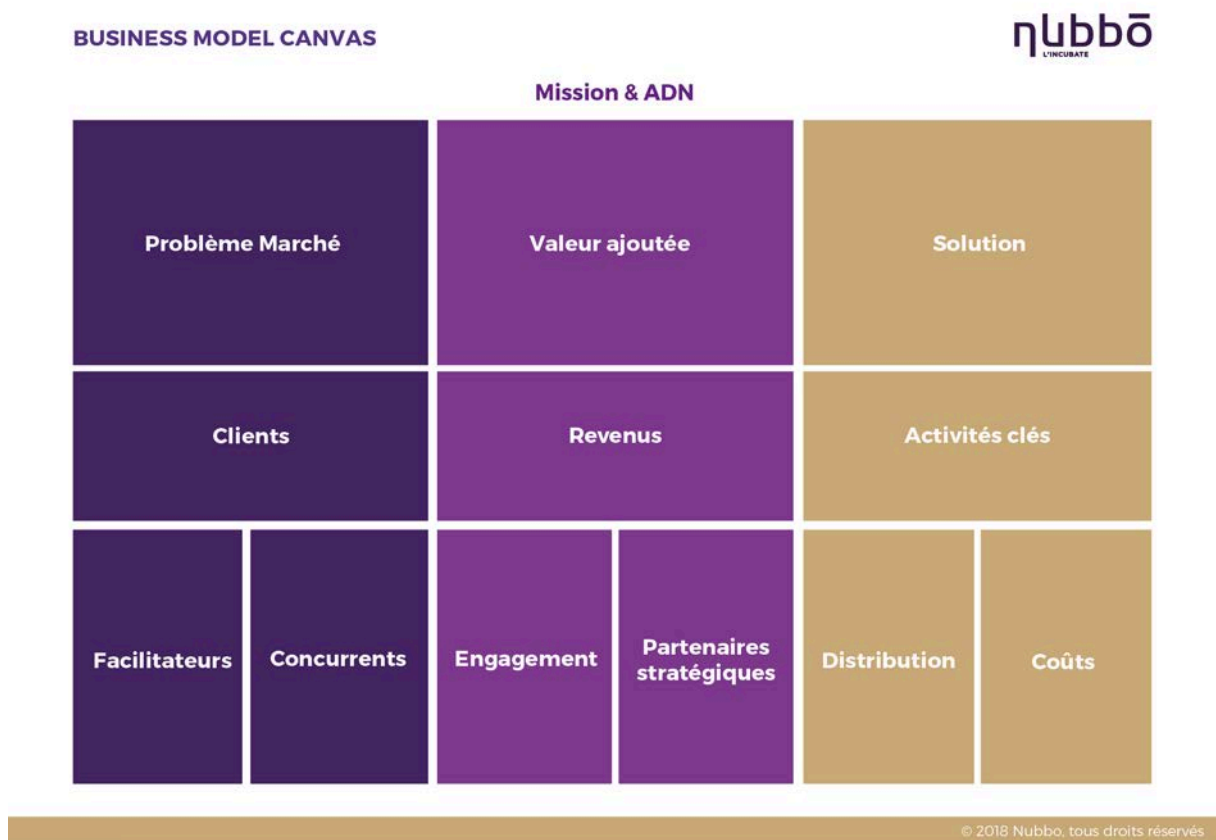 BUSINESS MODEL CANVAS
nubbō
L'INCUBATE
Mission & ADN
Problème Marché
Valeur ajoutée
Solution
Clients
Revenus
Activités clés
Facilitateurs
Concurrents
Engagement
Partenaires
stratégiques
Distribution
Coûts
© 2018 Nubbo, tous droits réservés